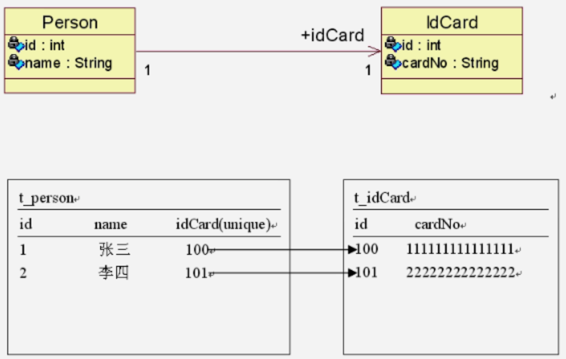 Person
id : int
name : String
1
+idCard
1
IdCard
id : int
cardNo : String
t_person
id name idCard(unique)
1 张三 100
2 李四 101
t_idCard
id cardNo
100 111111111111111
101 22222222222222